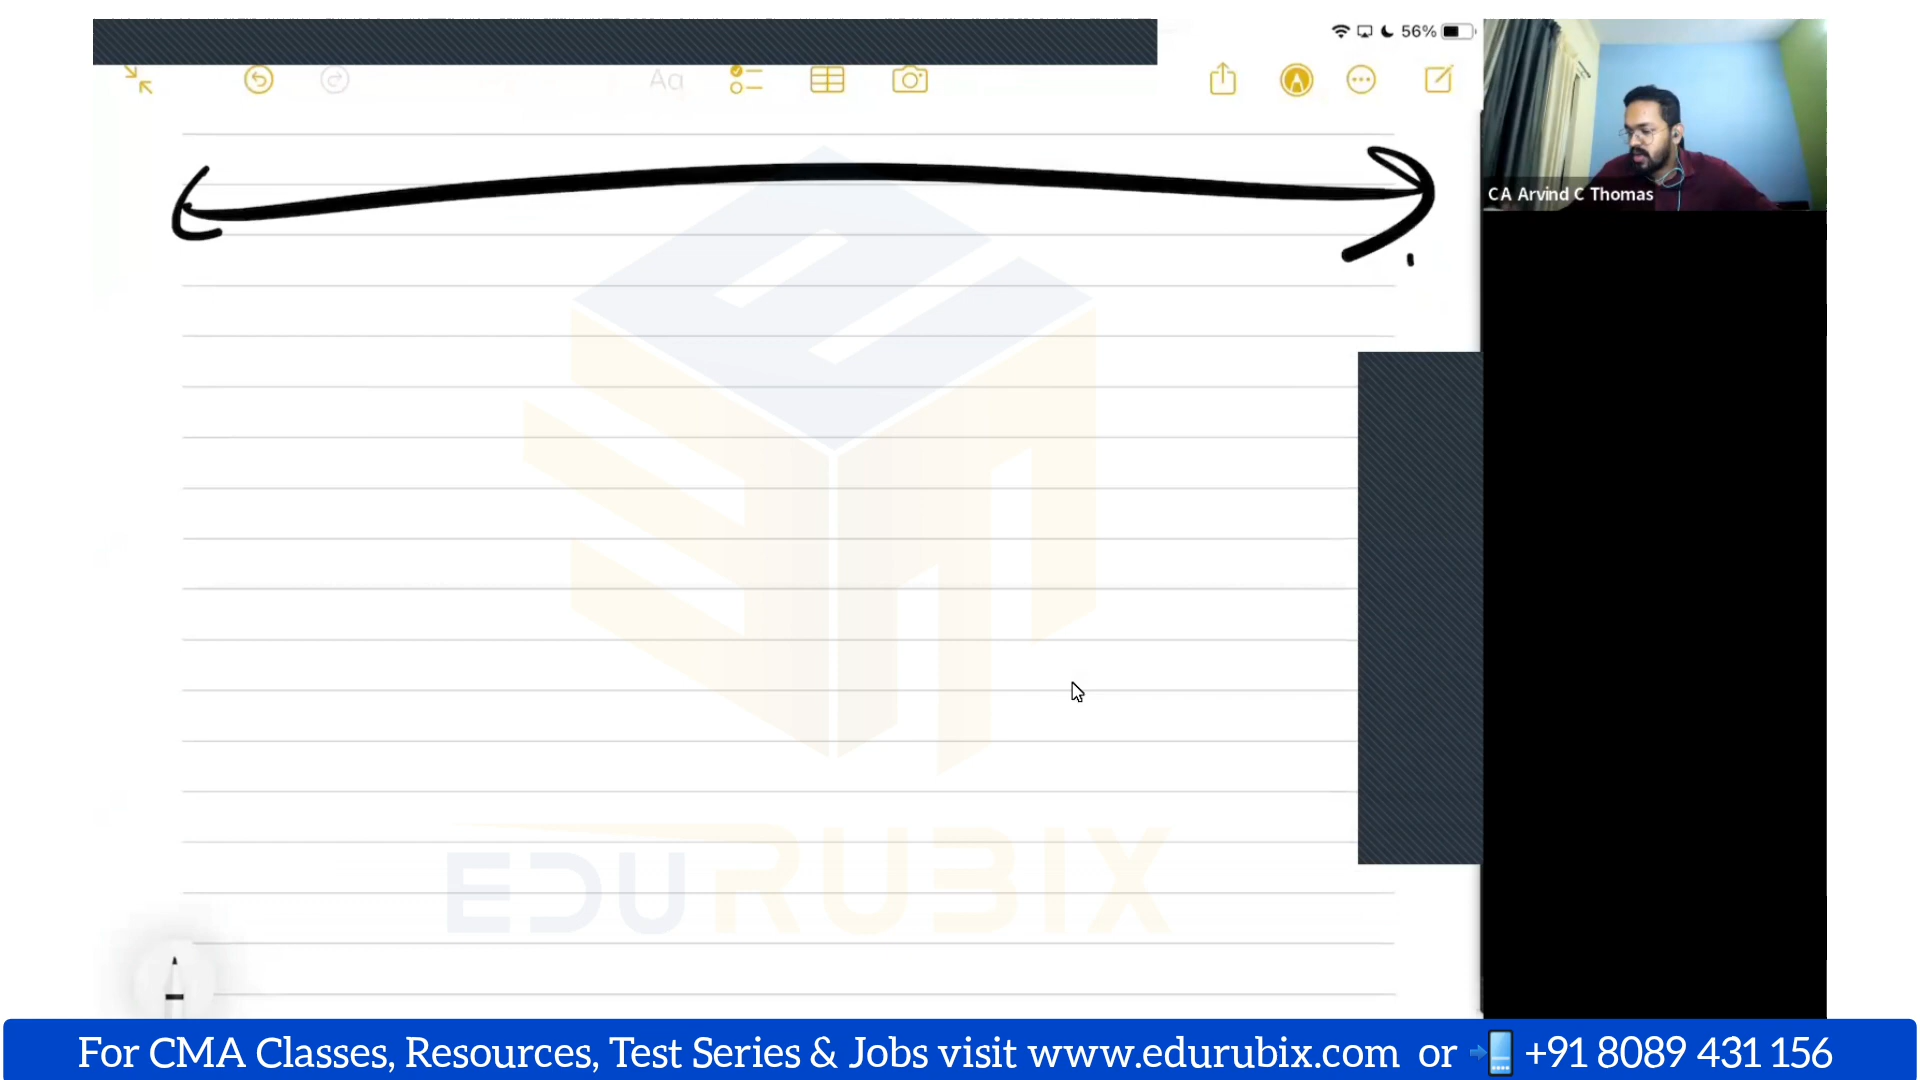 56%
Aa
CA Arvind C Thomas
EDURUBIX
For CMA Classes, Resources, Test Series & Jobs visit www.edurubix.com or +91 8089 431 156